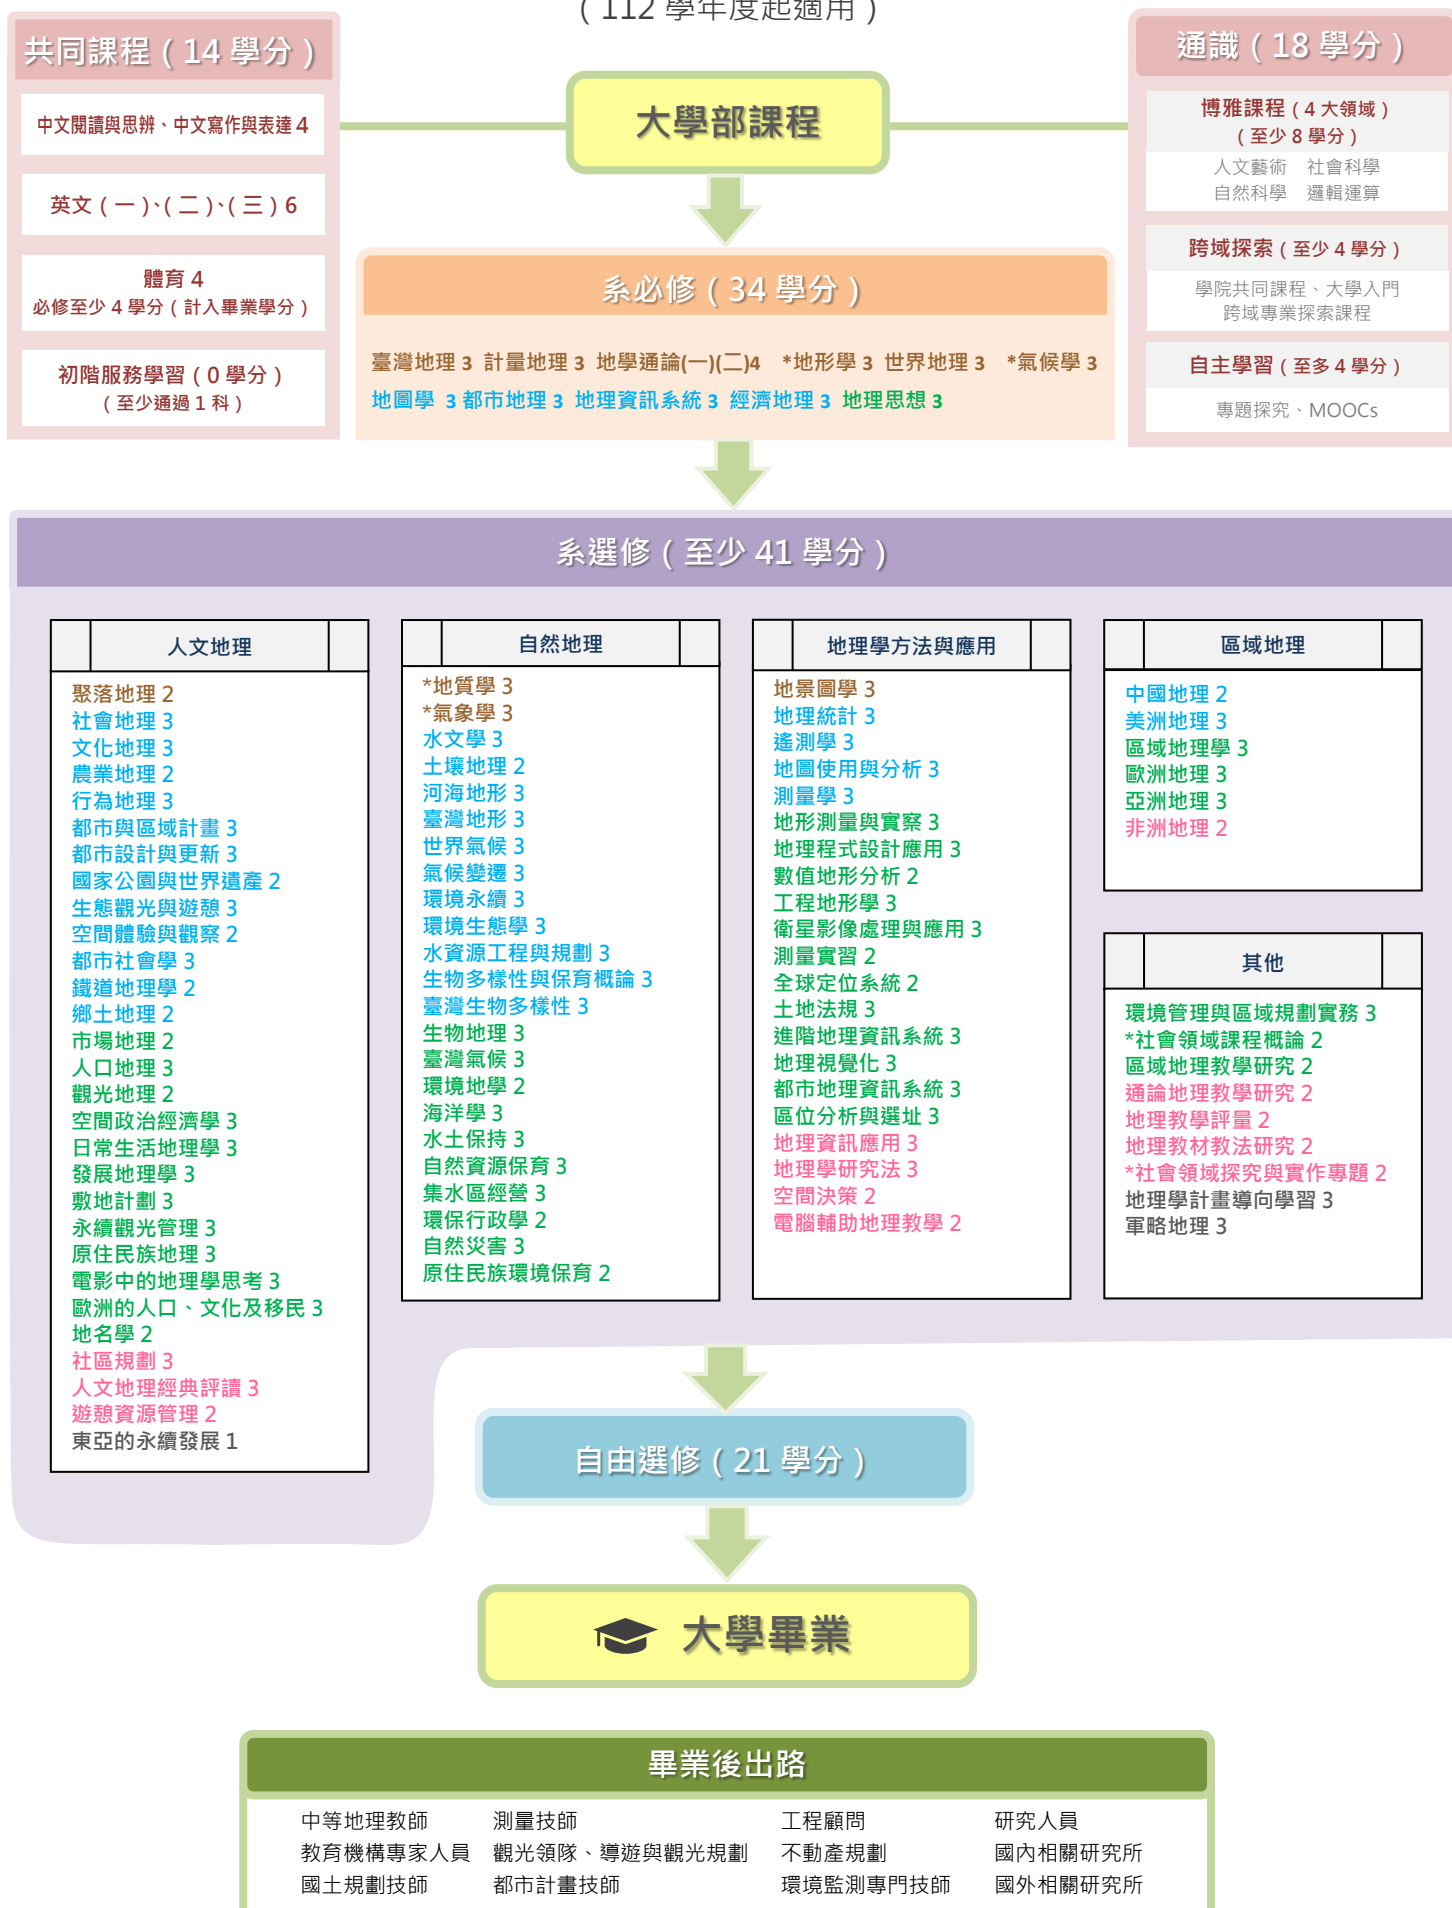 （112 學年度起適用）
共同課程（14 學分）
中文閱讀與思辨、中文寫作與表達 4
英文（一）、（二）、（三）6
體育 4
必修至少 4 學分（計入畢業學分）
初階服務學習（0 學分）
（至少通過 1 科）
大學部課程
通識（18 學分）
博雅課程（4 大領域）
（至少 8 學分）
人文藝術　社會科學
自然科學　邏輯運算
跨域探索（至少 4 學分）
學院共同課程、大學入門
跨域專業探索課程
自主學習（至多 4 學分）
專題探究、MOOCs
系必修（34 學分）
臺灣地理 3 計量地理 3 地學通論(一)(二)4 *地形學 3 世界地理 3 *氣候學 3
地圖學 3 都市地理 3 地理資訊系統 3 經濟地理 3 地理思想 3
系選修（至少 41 學分）
人文地理
聚落地理 2
社會地理 3
文化地理 3
農業地理 2
行為地理 3
都市與區域計畫 3
都市設計與更新 3
國家公園與世界遺產 2
生態觀光與遊憩 3
空間體驗與觀察 2
都市社會學 3
鐵道地理學 2
鄉土地理 2
市場地理 2
人口地理 3
觀光地理 2
空間政治經濟學 3
日常生活地理學 3
發展地理學 3
敷地計劃 3
永續觀光管理 3
原住民族地理 3
電影中的地理學思考 3
歐洲的人口、文化及移民 3
地名學 2
社區規劃 3
人文地理經典評讀 3
遊憩資源管理 2
東亞的永續發展 1
自然地理
*地質學 3
*氣象學 3
水文學 3
土壤地理 2
河海地形 3
臺灣地形 3
世界氣候 3
氣候變遷 3
環境永續 3
環境生態學 3
水資源工程與規劃 3
生物多樣性與保育概論 3
臺灣生物多樣性 3
生物地理 3
臺灣氣候 3
環境地學 2
海洋學 3
水土保持 3
自然資源保育 3
集水區經營 3
環保行政學 2
自然災害 3
原住民族環境保育 2
地理學方法與應用
地景圖學 3
地理統計 3
遙測學 3
地圖使用與分析 3
測量學 3
地形測量與實察 3
地理程式設計應用 3
數值地形分析 2
工程地形學 3
衛星影像處理與應用 3
測量實習 2
全球定位系統 2
土地法規 3
進階地理資訊系統 3
地理視覺化 3
都市地理資訊系統 3
區位分析與選址 3
地理資訊應用 3
地理學研究法 3
空間決策 2
電腦輔助地理教學 2
區域地理
中國地理 2
美洲地理 3
區域地理學 3
歐洲地理 3
亞洲地理 3
非洲地理 2
其他
環境管理與區域規劃實務 3
*社會領域課程概論 2
區域地理教學研究 2
通論地理教學研究 2
地理教學評量 2
地理教材教法研究 2
*社會領域探究與實作專題 2
地理學計畫導向學習 3
軍略地理 3
自由選修（21 學分）
大學畢業
畢業後出路
中等地理教師 測量技師 工程顧問 研究人員
教育機構專家人員 觀光領隊、導遊與觀光規劃 不動產規劃 國內相關研究所
國土規劃技師 都市計畫技師 環境監測專門技師 國外相關研究所